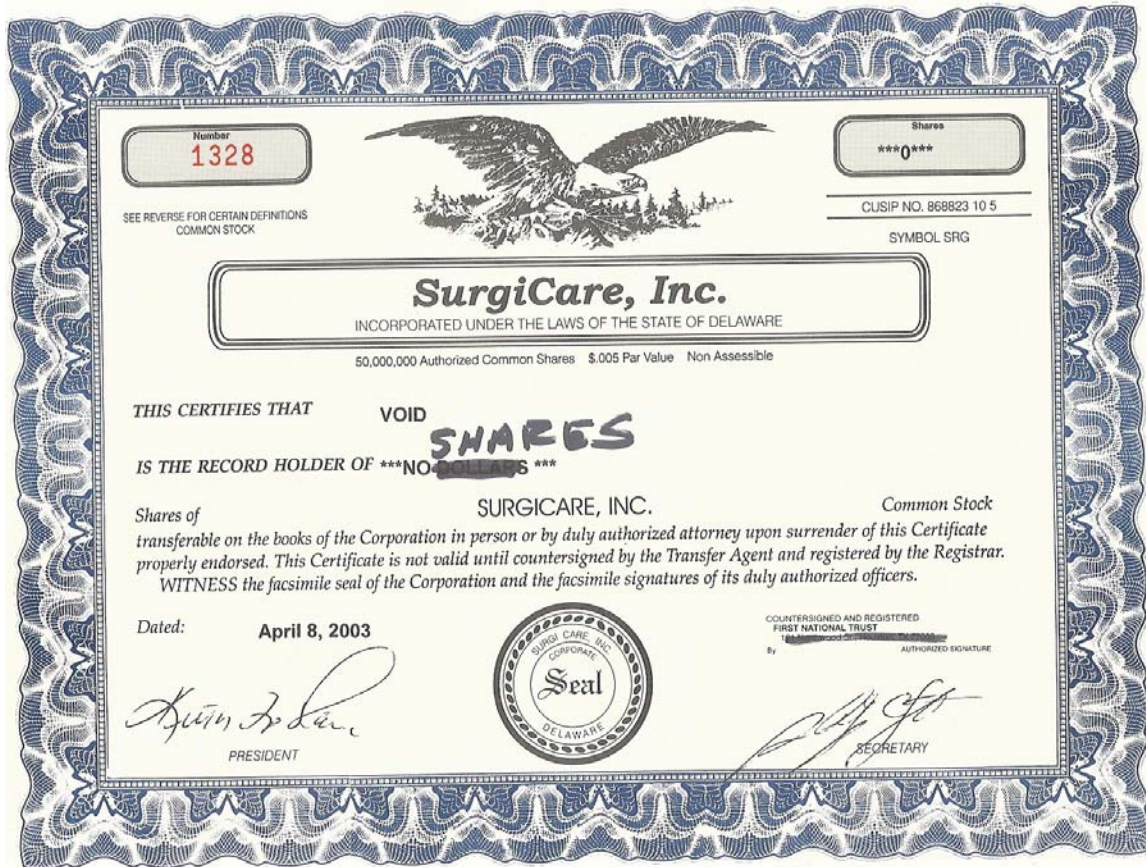 Number
1328
Shares
***0***
SEE REVERSE FOR CERTAIN DEFINITIONS
COMMON STOCK
CUSIP NO. 868823 10 5
SYMBOL SRG
SurgiCare, Inc.
INCORPORATED UNDER THE LAWS OF THE STATE OF DELAWARE
50,000,000 Authorized Common Shares $.005 Par Value Non Assessible
THIS CERTIFIES THAT VOID
SHARES
IS THE RECORD HOLDER OF ***NO DOLLARS ***
Shares of SURGICARE, INC. Common Stock
transferable on the books of the Corporation in person or by duly authorized attorney upon surrender of this Certificate
properly endorsed. This Certificate is not valid until countersigned by the Transfer Agent and registered by the Registrar.
WITNESS the facsimile seal of the Corporation and the facsimile signatures of its duly authorized officers.
Dated: April 8, 2003
SURGI CARE, INC.
CORPORATE
Seal
DELAWARE
COUNTERSIGNED AND REGISTERED
FIRST NATIONAL TRUST
By AUTHORIZED SIGNATURE
PRESIDENT
SECRETARY